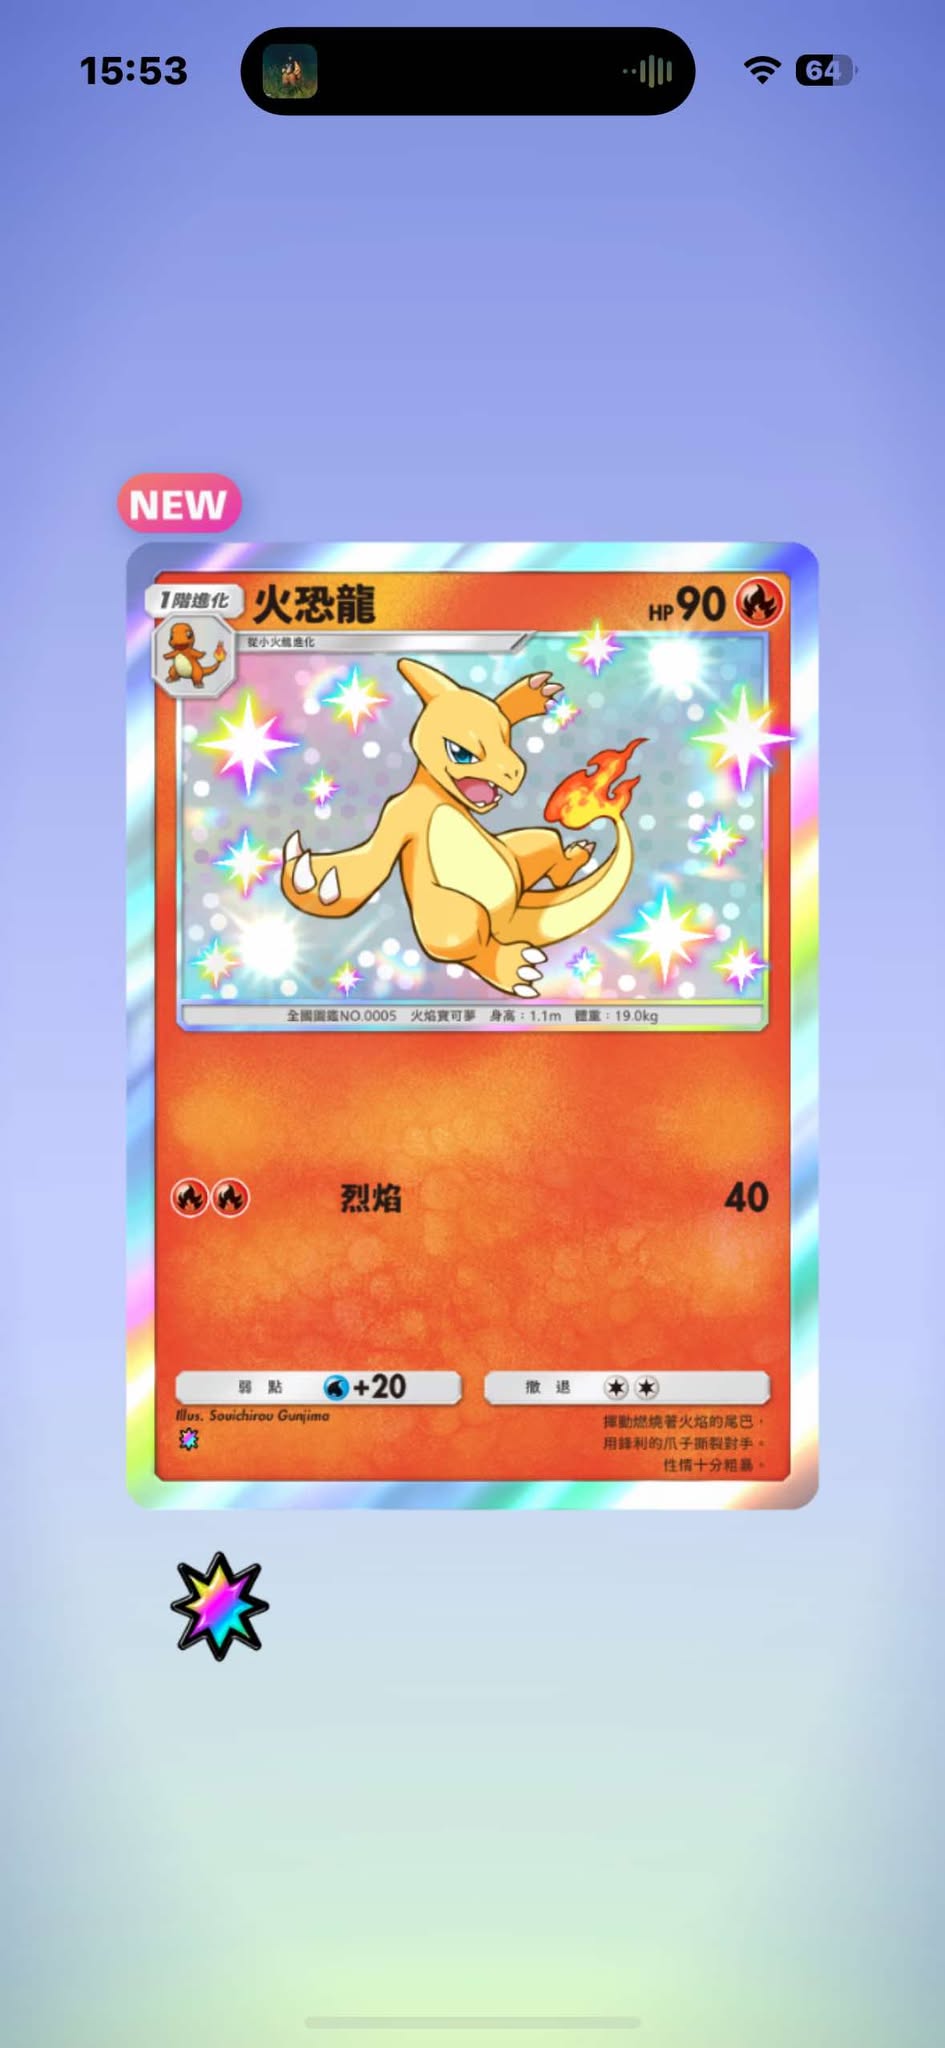 15:53
64
NEW
1階進化
火恐龍
HP 90
從小火龍進化
全國圖鑑NO.0005 火焰寶可夢 身高：1.1m 體重：19.0kg
烈焰 40
弱點 +20
撤退
Illus. Souichirou Gunjima
揮動燃燒著火焰的尾巴，
用鋒利的爪子撕裂對手。
性情十分粗暴。